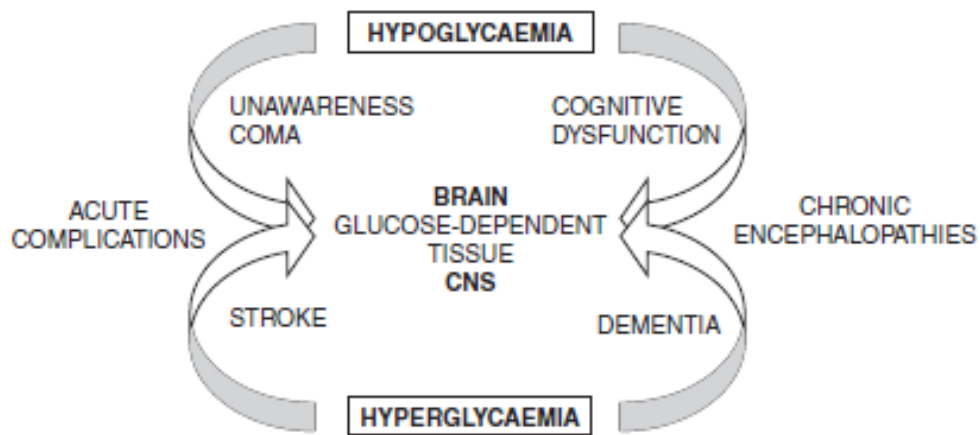 HYPOGLYCAEMIA
UNAWARENESS
COMA
COGNITIVE
DYSFUNCTION
ACUTE
COMPLICATIONS
BRAIN
GLUCOSE-DEPENDENT
TISSUE
CNS
CHRONIC
ENCEPHALOPATHIES
STROKE
DEMENTIA
HYPERGLYCAEMIA